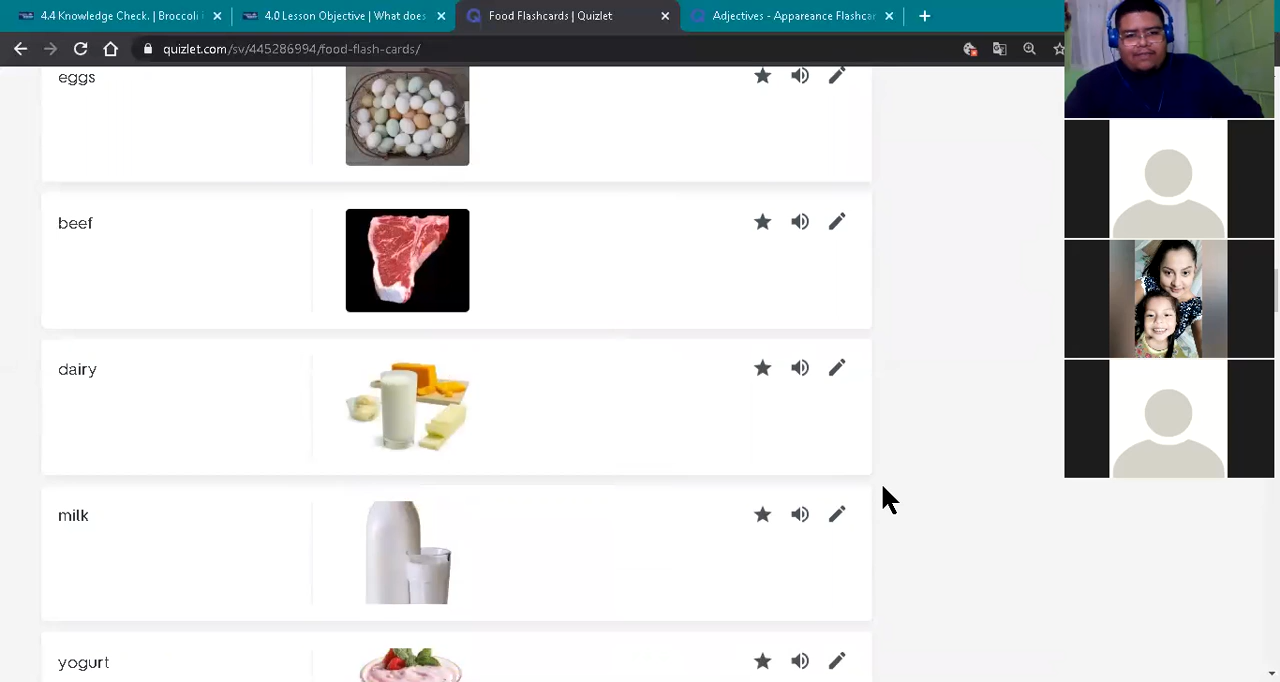 4.4 Knowledge Check. | Broccoli i
4.0 Lesson Objective | What does
Food Flashcards | Quizlet
Adjectives - Appareance Flashcar
quizlet.com/sv/445286994/food-flash-cards/
eggs
beef
dairy
milk
yogurt